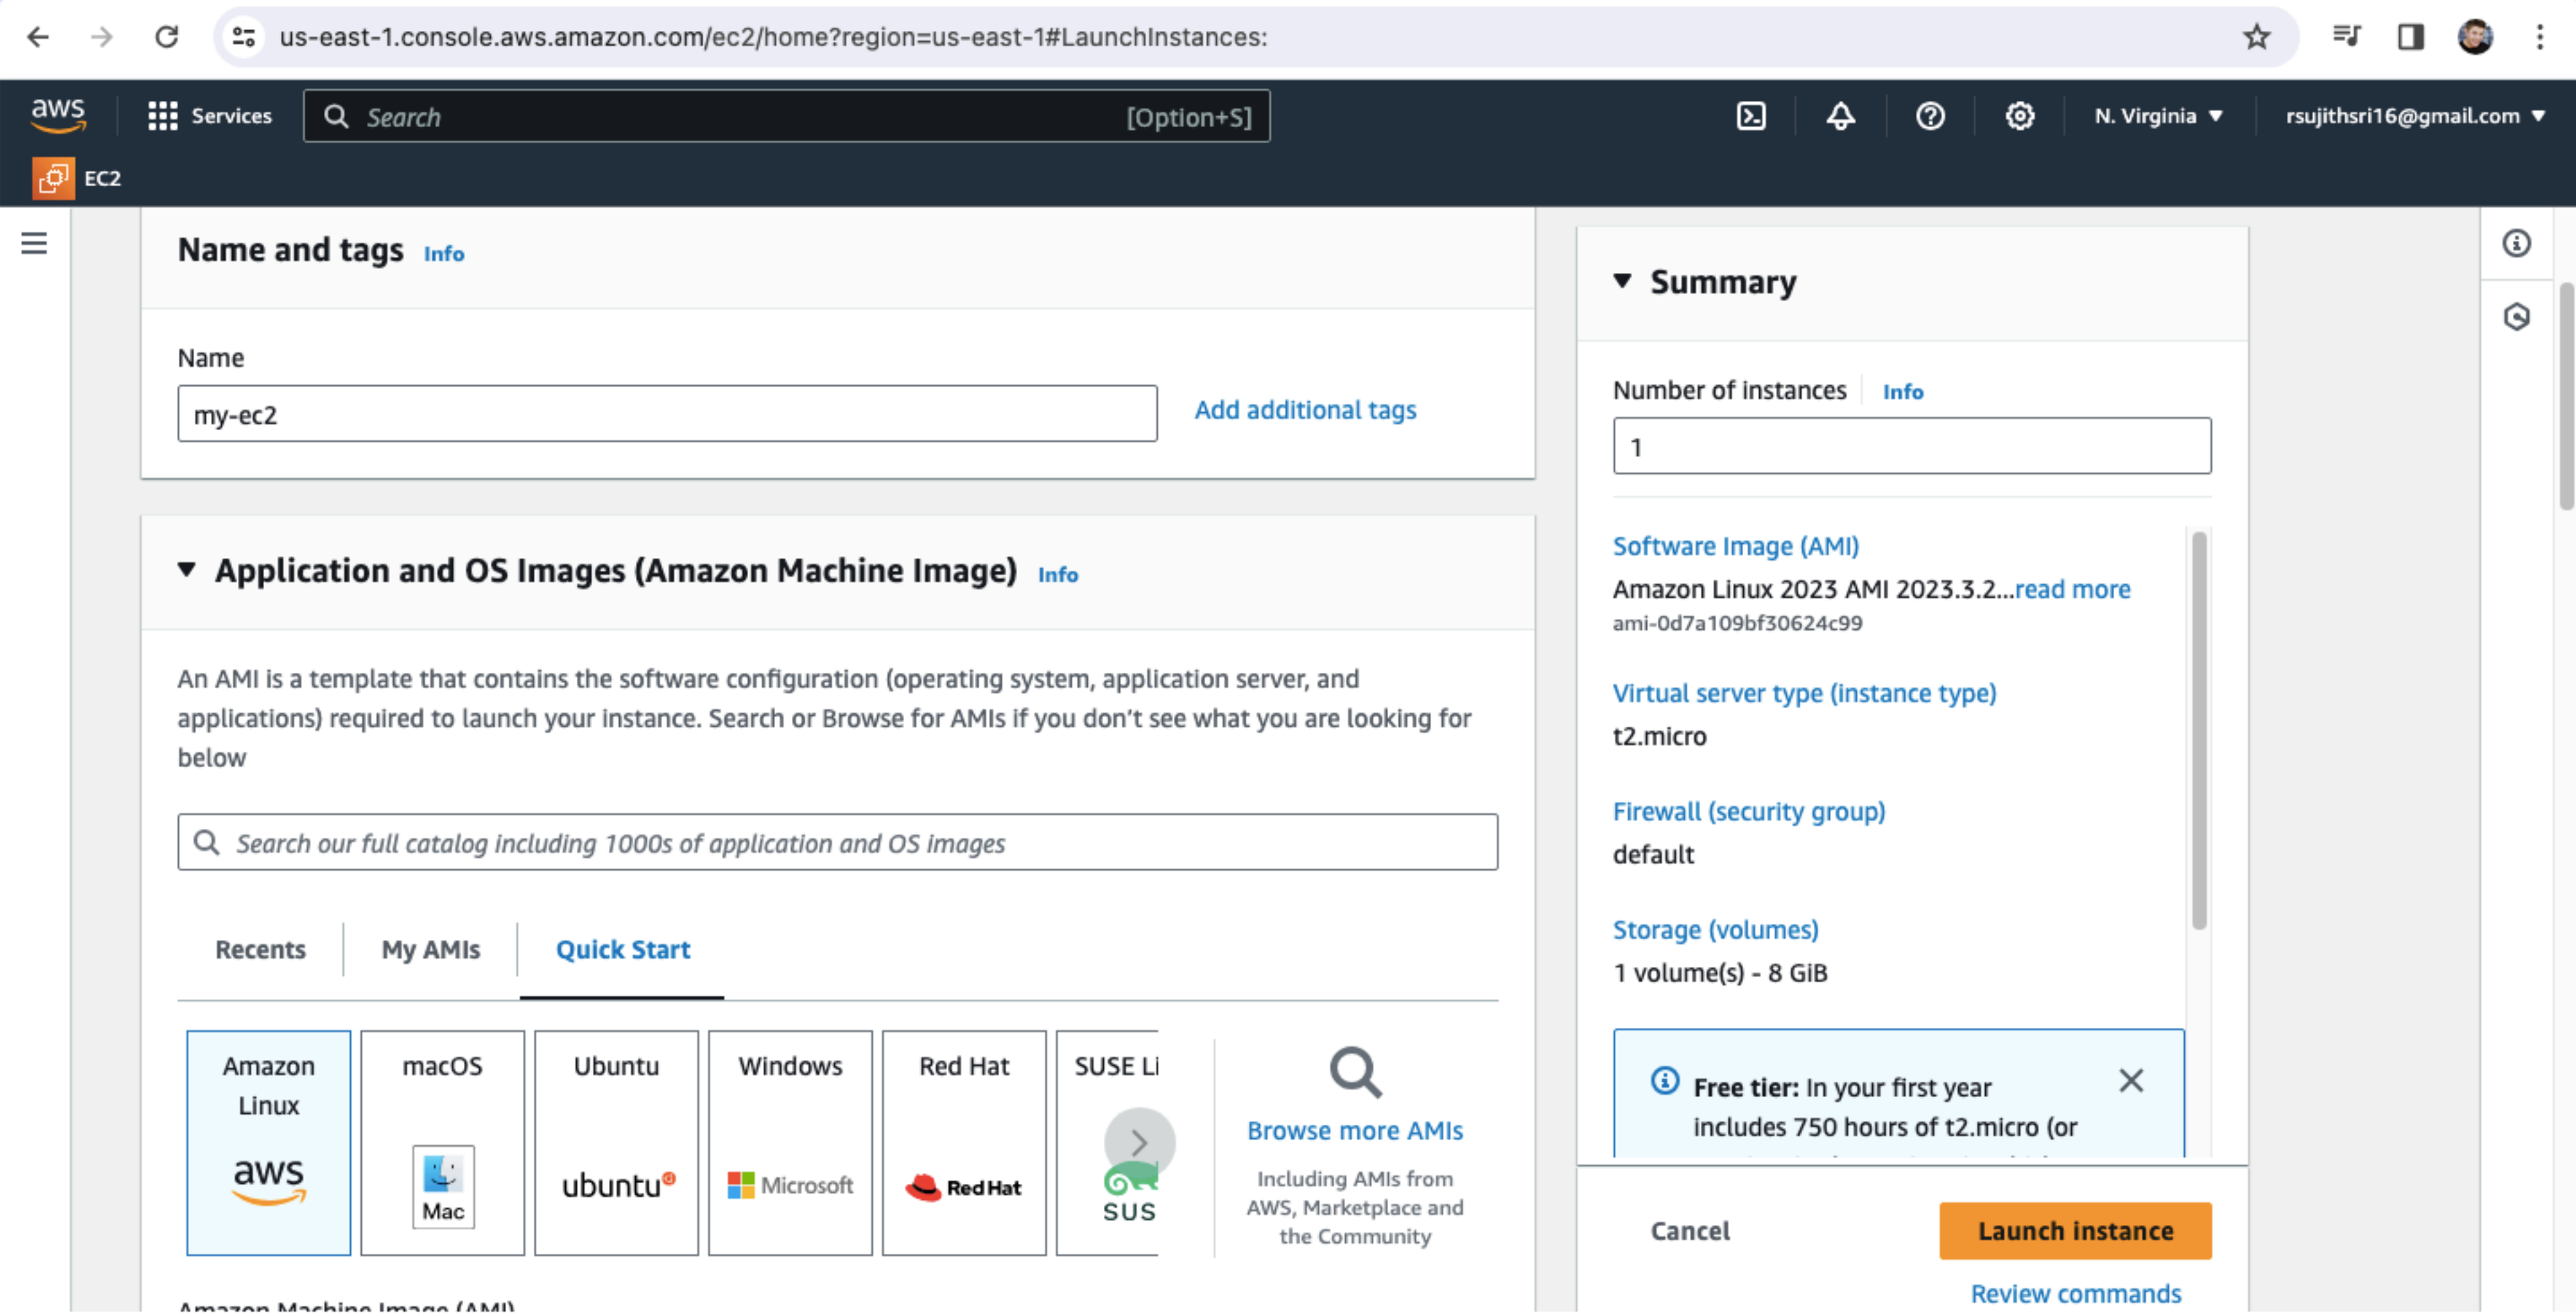 us-east-1.console.aws.amazon.com/ec2/home?region=us-east-1#LaunchInstances:
aws
Services
Search
[Option+S]
N. Virginia
rsujithsri16@gmail.com
EC2
Name and tags Info
Name
my-ec2
Add additional tags
Application and OS Images (Amazon Machine Image) Info
An AMI is a template that contains the software configuration (operating system, application server, and
applications) required to launch your instance. Search or Browse for AMIs if you don't see what you are looking for
below
Search our full catalog including 1000s of application and OS images
Recents
My AMIs
Quick Start
Amazon
Linux
aws
macOS
Mac
Ubuntu
ubuntu
Windows
Microsoft
Red Hat
RedHat
SUSE Li
SUS
Browse more AMIs
Including AMIs from
AWS, Marketplace and
the Community
Amazon Machine Image (AMI)
Summary
Number of instances Info
1
Software Image (AMI)
Amazon Linux 2023 AMI 2023.3.2...read more
ami-0d7a109bf30624c99
Virtual server type (instance type)
t2.micro
Firewall (security group)
default
Storage (volumes)
1 volume(s) - 8 GiB
Free tier: In your first year
includes 750 hours of t2.micro (or
Cancel
Launch instance
Review commands